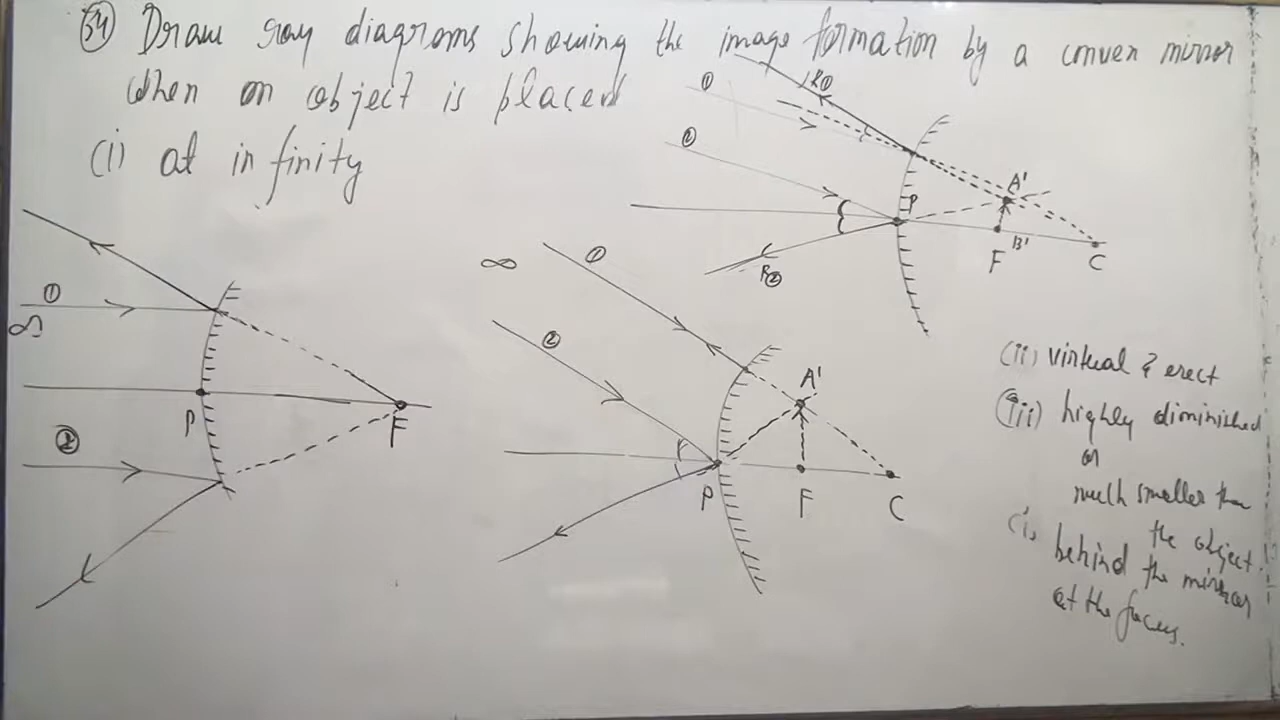 34) Draw ray diagrams showing the image formation by a convex mirror
when an object is placed
(i) at infinity
①
②
R①
P
A'
B'
F
C
R②
①
∞
②
P
F
∞
①
②
A'
P
F
C
(ii) virtual & erect
(iii) highly diminished
or
much smaller than
the object.
(i) behind the mirror
at the focus.